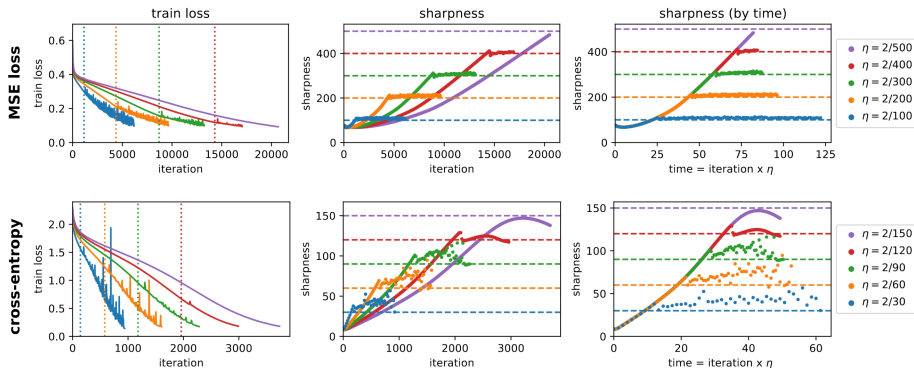 train loss
sharpness
sharpness (by time)
MSE loss
train loss
0.6
0.4
0.2
0.0
0
5000
10000
15000
20000
iteration
sharpness
400
300
200
100
0
5000
10000
15000
20000
iteration
sharpness
400
200
0
0
25
50
75
100
125
time = iteration x η
η = 2/500
η = 2/400
η = 2/300
η = 2/200
η = 2/100
cross-entropy
train loss
2.0
1.5
1.0
0.5
0.0
0
1000
2000
3000
iteration
sharpness
150
100
50
0
0
1000
2000
3000
iteration
sharpness
150
100
50
0
0
20
40
60
time = iteration x η
η = 2/150
η = 2/120
η = 2/90
η = 2/60
η = 2/30